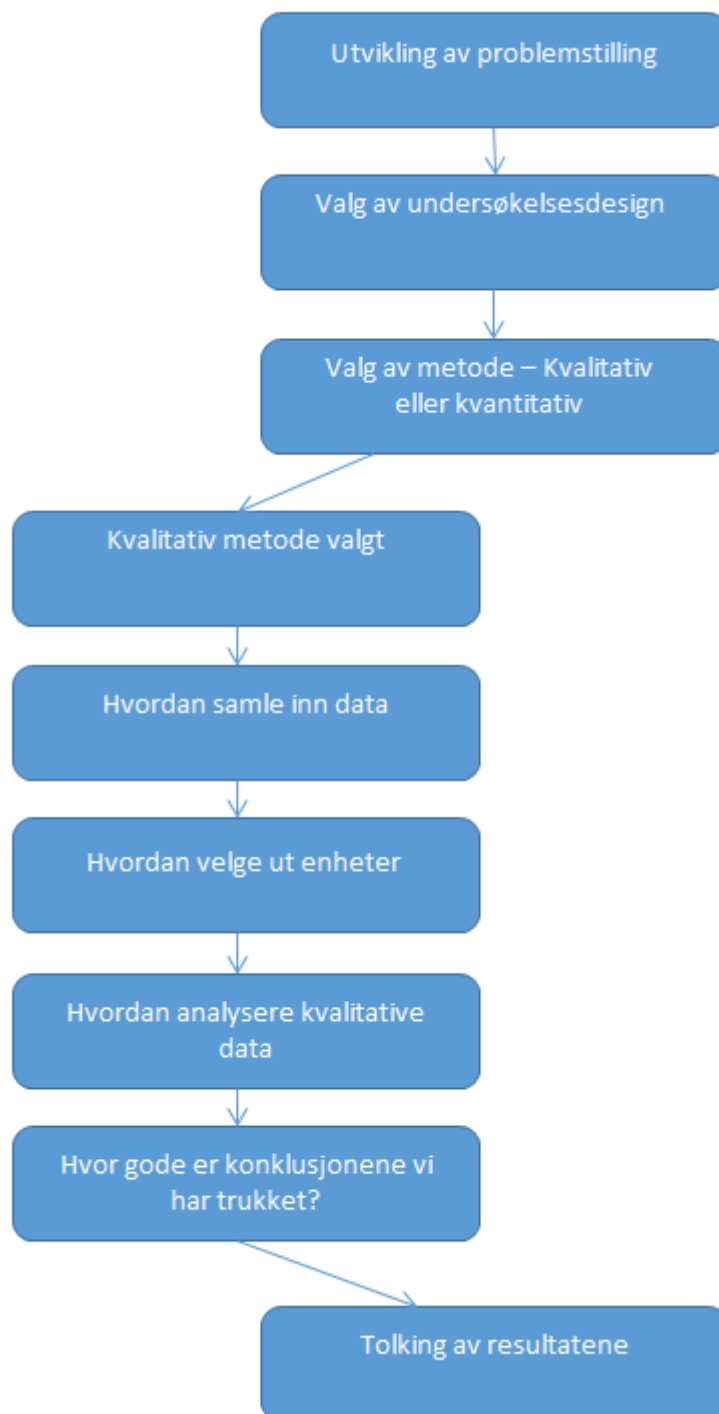 Utvikling av problemstilling
Valg av undersøkelsesdesign
Valg av metode – Kvalitativ
eller kvantitativ
Kvalitativ metode valgt
Hvordan samle inn data
Hvordan velge ut enheter
Hvordan analysere kvalitative
data
Hvor gode er konklusjonene vi
har trukket?
Tolking av resultatene